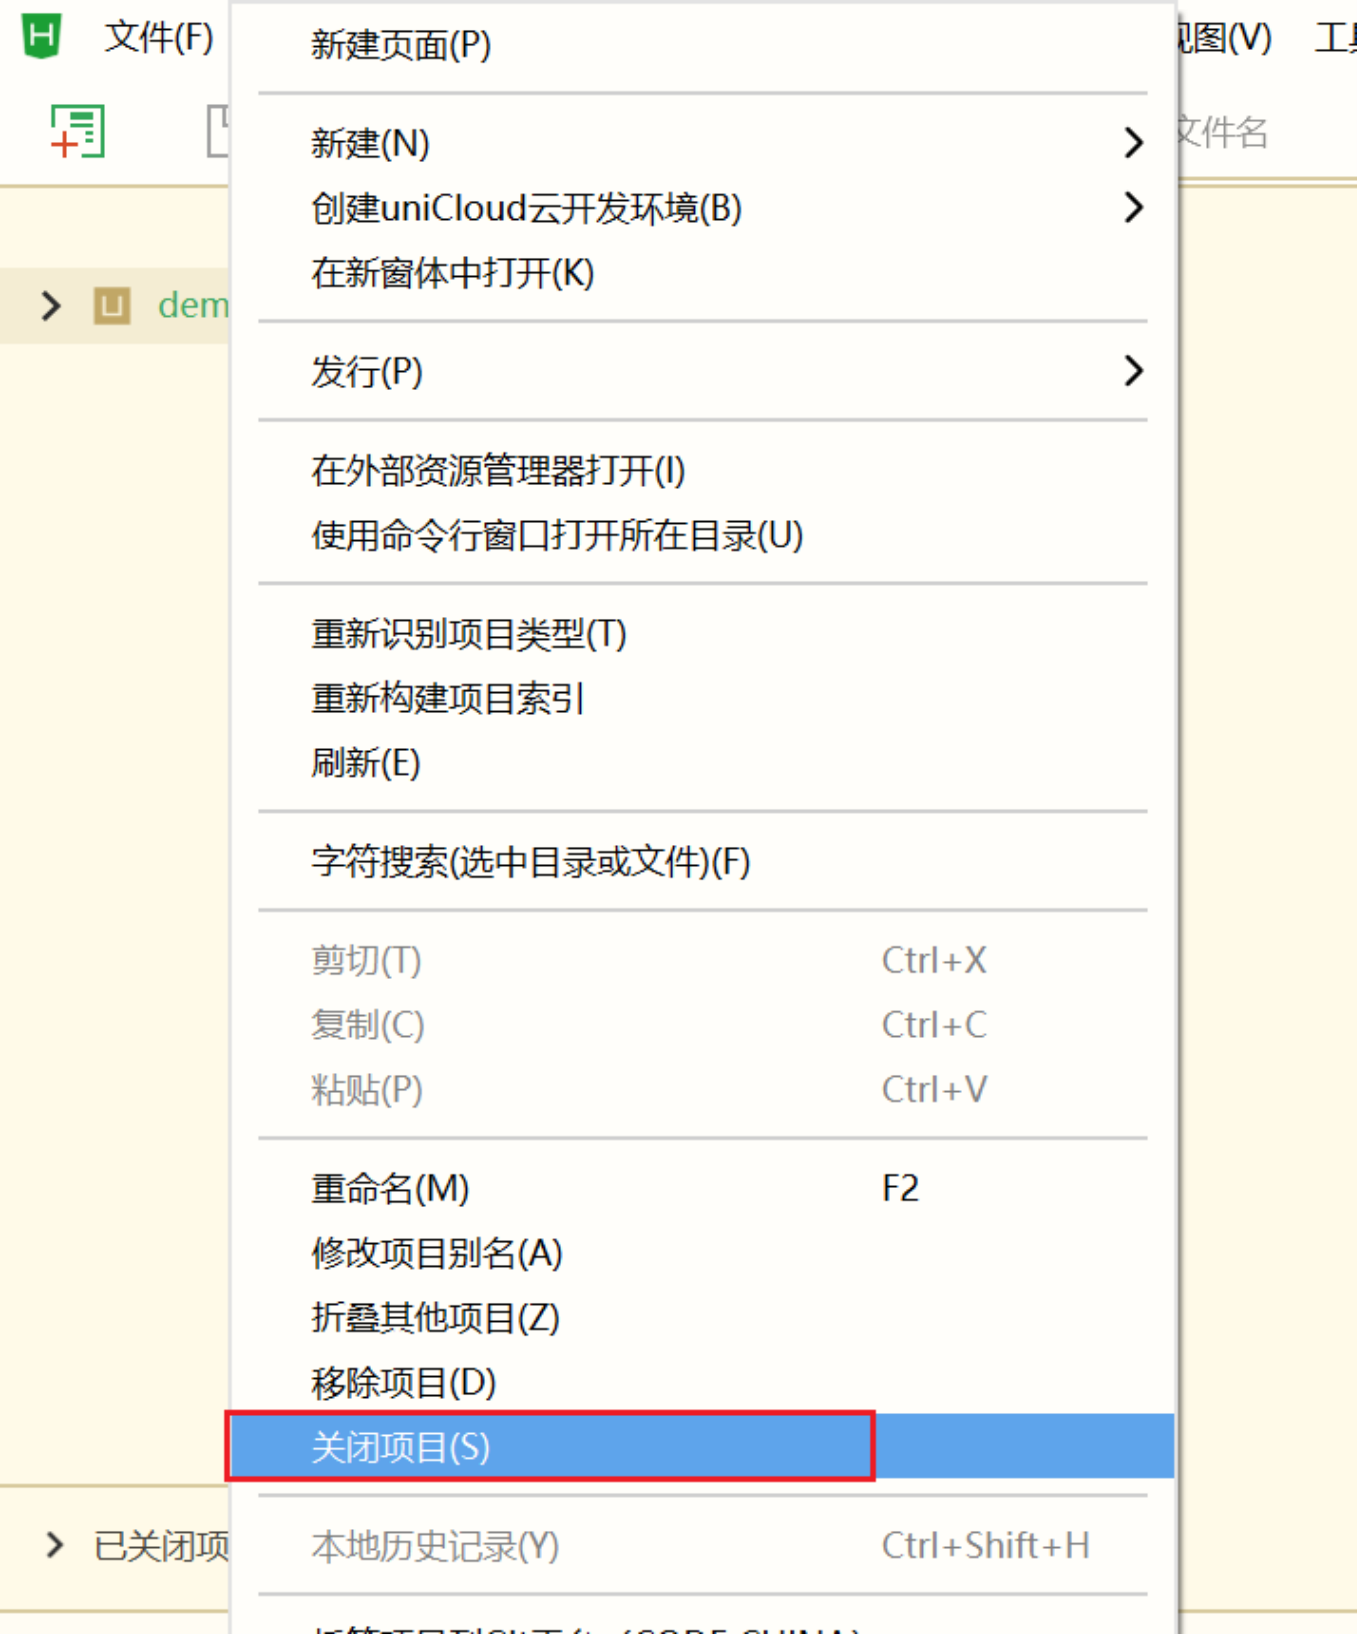 H 文件(F)
视图(V) 工具
文件名
dem
新建页面(P)
新建(N)
创建uniCloud云开发环境(B)
在新窗体中打开(K)
发行(P)
在外部资源管理器打开(I)
使用命令行窗口打开所在目录(U)
重新识别项目类型(T)
重新构建项目索引
刷新(E)
字符搜索(选中目录或文件)(F)
剪切(T) Ctrl+X
复制(C) Ctrl+C
粘贴(P) Ctrl+V
重命名(M) F2
修改项目别名(A)
折叠其他项目(Z)
移除项目(D)
关闭项目(S)
已关闭项
本地历史记录(Y) Ctrl+Shift+H